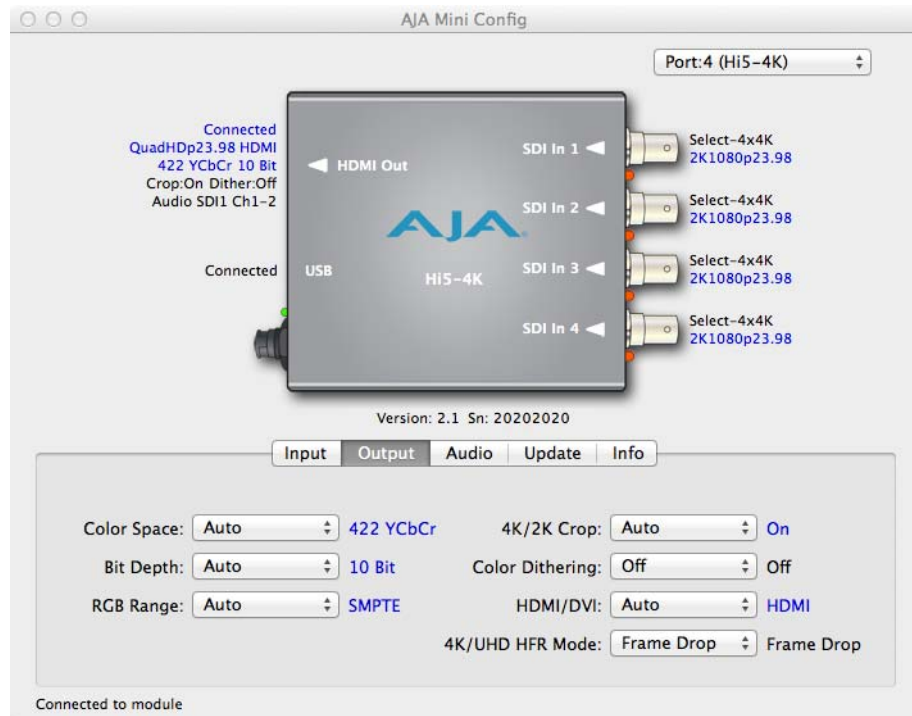 AJA Mini Config
Port:4 (Hi5-4K)
Connected
QuadHDp23.98 HDMI
422 YCbCr 10 Bit
Crop:On Dither:Off
Audio SDI1 Ch1-2
Connected
HDMI Out
USB
AJA
Hi5-4K
SDI In 1
SDI In 2
SDI In 3
SDI In 4
Select-4x4K
2K1080p23.98
Select-4x4K
2K1080p23.98
Select-4x4K
2K1080p23.98
Select-4x4K
2K1080p23.98
Version: 2.1 Sn: 20202020
Input Output Audio Update Info
Color Space: Auto 422 YCbCr 4K/2K Crop: Auto On
Bit Depth: Auto 10 Bit Color Dithering: Off Off
RGB Range: Auto SMPTE HDMI/DVI: Auto HDMI
4K/UHD HFR Mode: Frame Drop Frame Drop
Connected to module